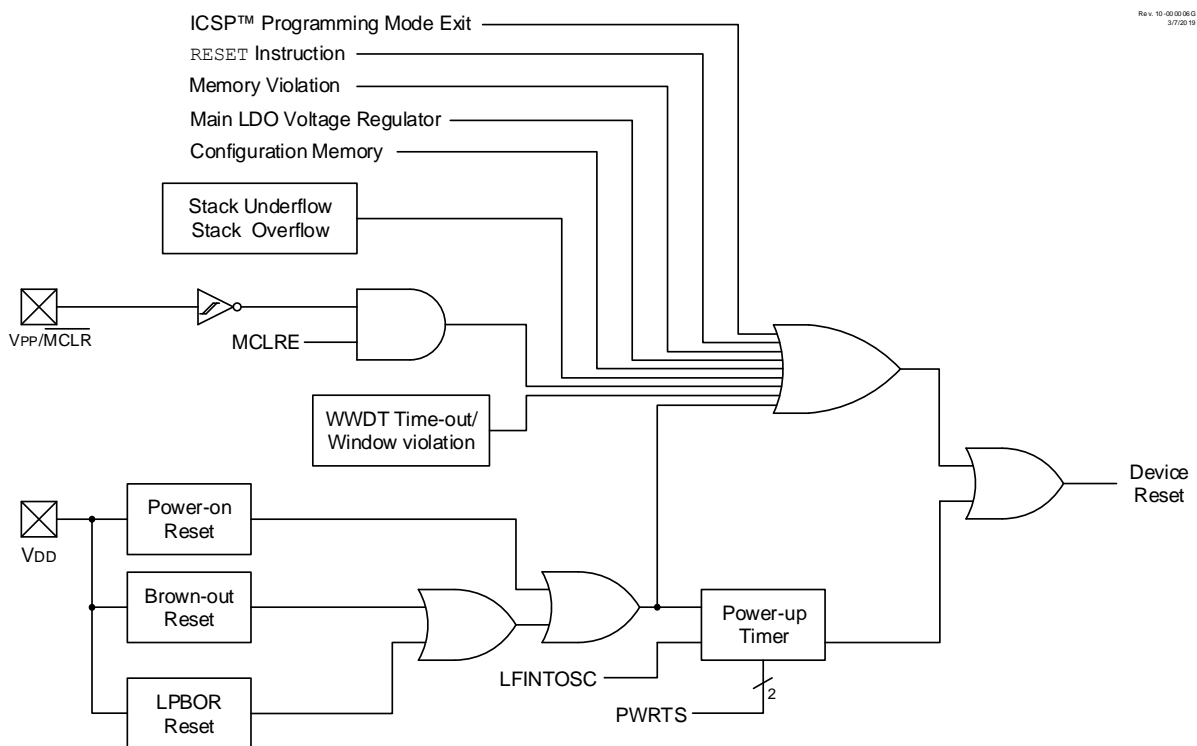 Rev. 10-000006G
3/7/2019
ICSP™ Programming Mode Exit
RESET Instruction
Memory Violation
Main LDO Voltage Regulator
Configuration Memory
Stack Underflow
Stack Overflow
VPP/MCLR
MCLRE
WWDT Time-out/
Window violation
Device
Reset
Power-on
Reset
VDD
Brown-out
Reset
Power-up
Timer
LFINTOSC
2
LPBOR
Reset
PWRTS